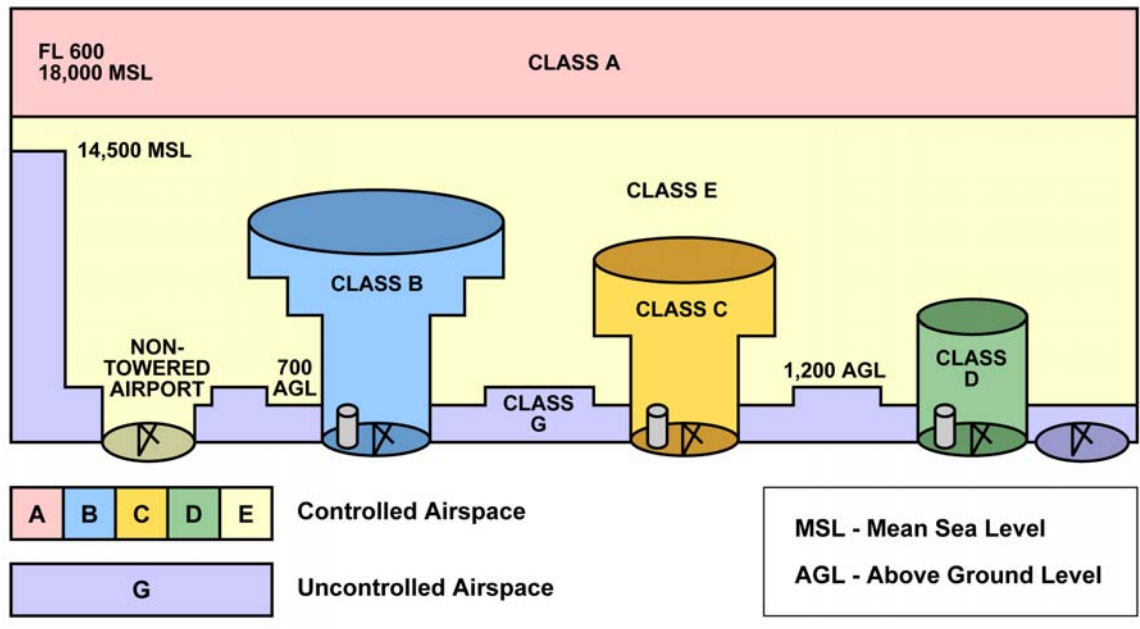 FL 600
18,000 MSL
CLASS A
14,500 MSL
CLASS E
CLASS B
CLASS C
NON-
TOWERED
AIRPORT
700
AGL
CLASS
G
1,200 AGL
CLASS
D
A B C D E Controlled Airspace
G Uncontrolled Airspace
MSL - Mean Sea Level
AGL - Above Ground Level